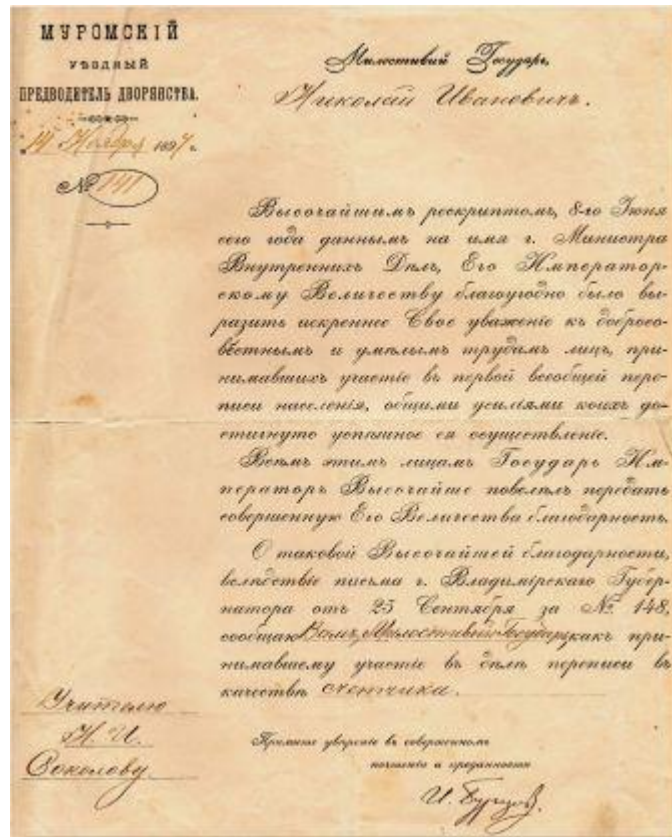 МУРОМСКІЙ
УѢЗДНЫЙ
ПРЕДВОДИТЕЛЬ ДВОРЯНСТВА.
14 Ноября 1897 г.
№ 141
Милостивый Государь,
Николай Ивановичъ.
Высочайшимъ рескриптомъ, 8-го Іюня
сего года даннымъ на имя г. Министра
Внутреннихъ Дѣлъ, Его Император-
скому Величеству благоугодно было вы-
разить искреннее Свое уваженіе къ добросо-
вѣстнымъ и умѣлымъ трудамъ лицъ, при-
нимавшихъ участіе въ первой всеобщей пере-
писи населенія, общими усиліями коихъ до-
стигнуто успѣшное ея осуществленіе.
Всѣмъ этимъ лицамъ Государь Им-
ператоръ Высочайше повелѣлъ передать
совершенную Его Величества благодарность.
О таковой Высочайшей благодарности,
вслѣдствіе письма г. Владимірскаго Губер-
натора отъ 25 Сентября за № 148,
сообщаю Вамъ, Милостивый Государь, какъ при-
нимавшему участіе въ дѣлѣ переписи въ
качествѣ счетчика.
Примите увѣреніе въ совершенномъ
почтеніи и преданности
И. Бурцовъ
Учителю
Н. И.
Соколову.